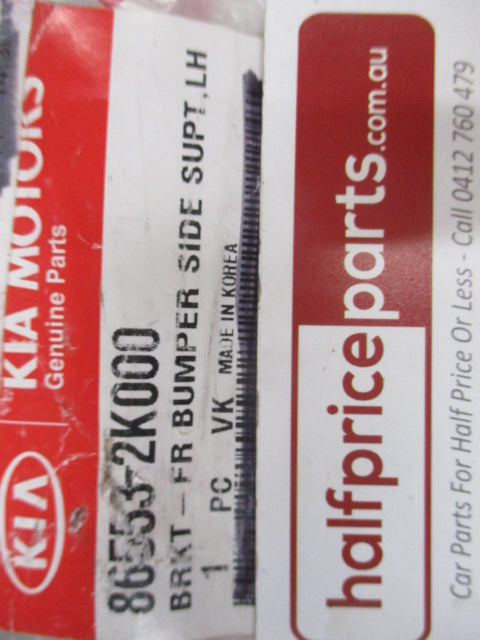 KIA KIA MOTORS
Genuine Parts
86553-2K000
BRKT-FR BUMPER SIDE SUPT,LH
1 PC VK MADE IN KOREA
halfpriceparts.com.au
Car Parts For Half Price Or Less - Call 0412 760 479